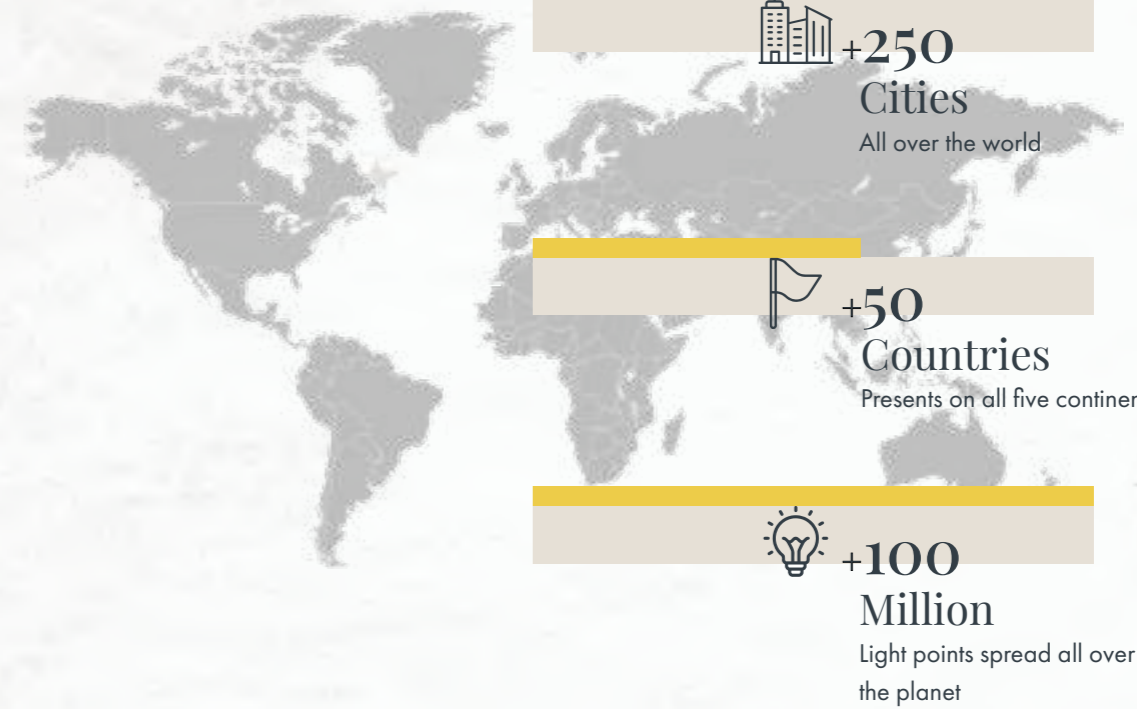 +250
Cities
All over the world
+50
Countries
Presents on all five
+100
Million
Light points spread all over
the planet